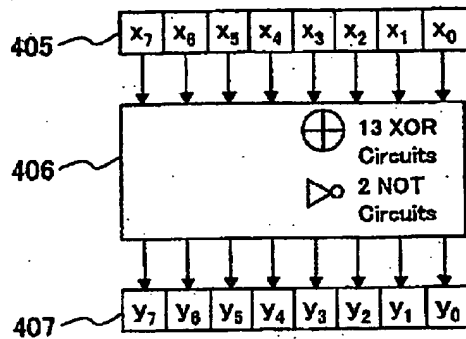 405 x₇ x₆ x₅ x₄ x₃ x₂ x₁ x₀
13 XOR
Circuits
406
2 NOT
Circuits
407 y₇ y₆ y₅ y₄ y₃ y₂ y₁ y₀